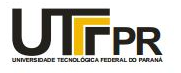 UTFPR
UNIVERSIDADE TECNOLÓGICA FEDERAL DO PARANÁ